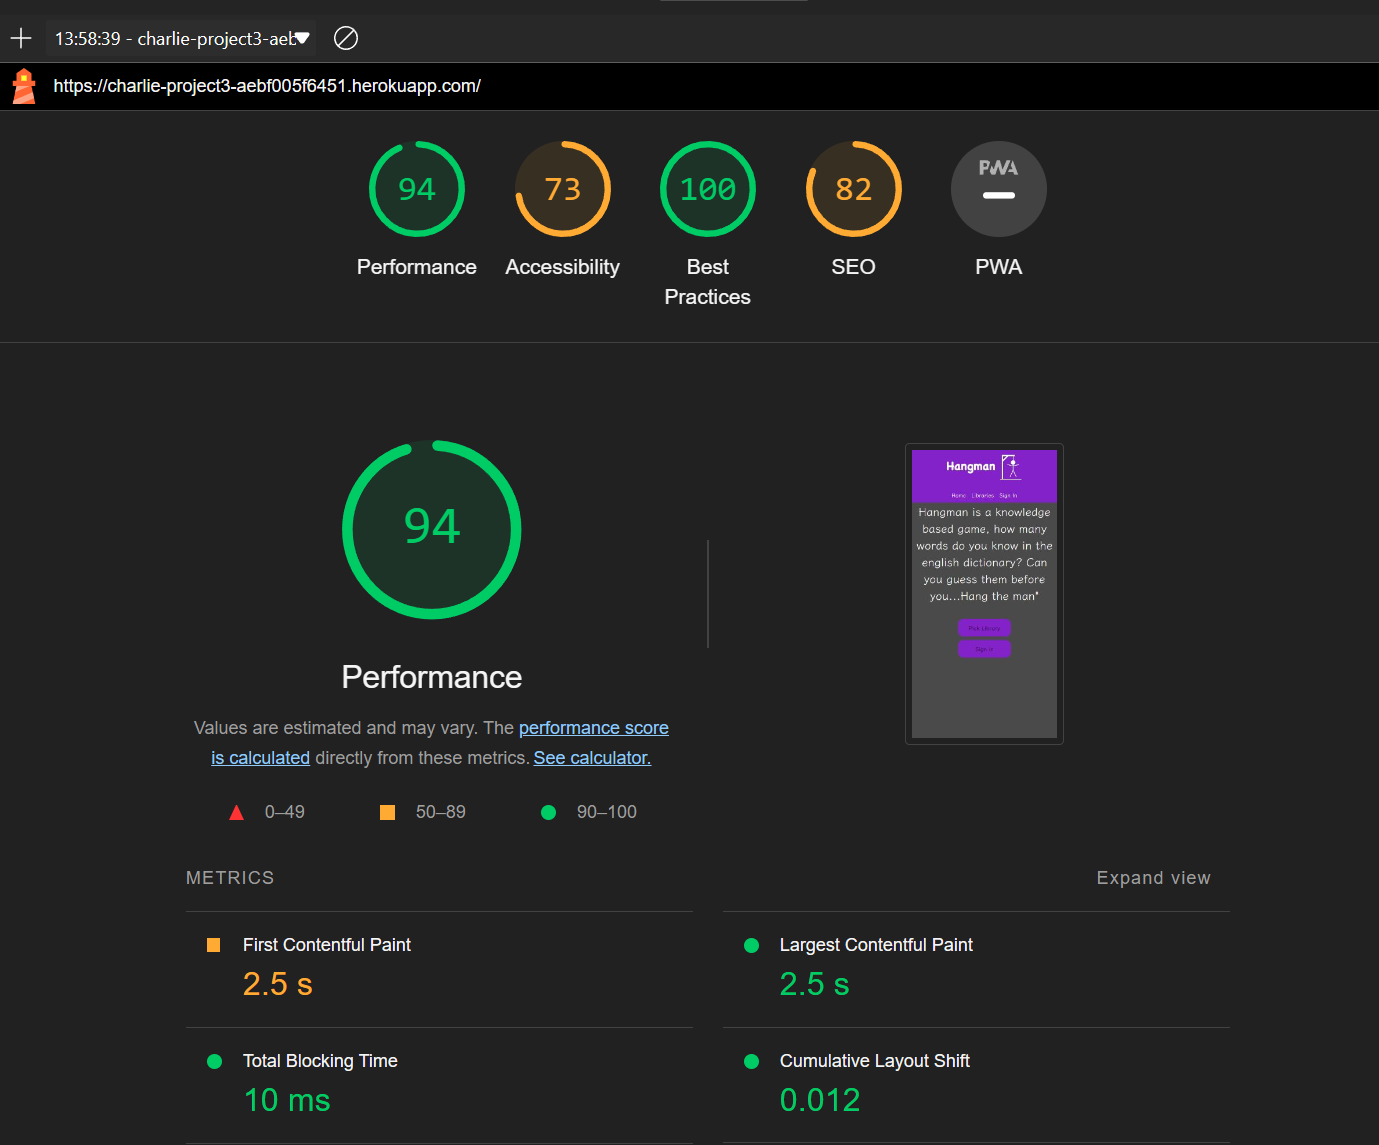 13:58:39 - charlie-project3-aeb
https://charlie-project3-aebf005f6451.herokuapp.com/
94
73
100
82
PWA
Performance
Accessibility
Best
Practices
SEO
PWA
94
Hangman
Home Libraries Sign In
Hangman is a knowledge
based game, how many
words do you know in the
english dictionary? Can
you guess them before
you...Hang the man"
Pick Library
Sign in
Performance
Values are estimated and may vary. The performance score
is calculated directly from these metrics. See calculator.
0–49
50–89
90–100
METRICS
Expand view
First Contentful Paint
2.5 s
Largest Contentful Paint
2.5 s
Total Blocking Time
10 ms
Cumulative Layout Shift
0.012